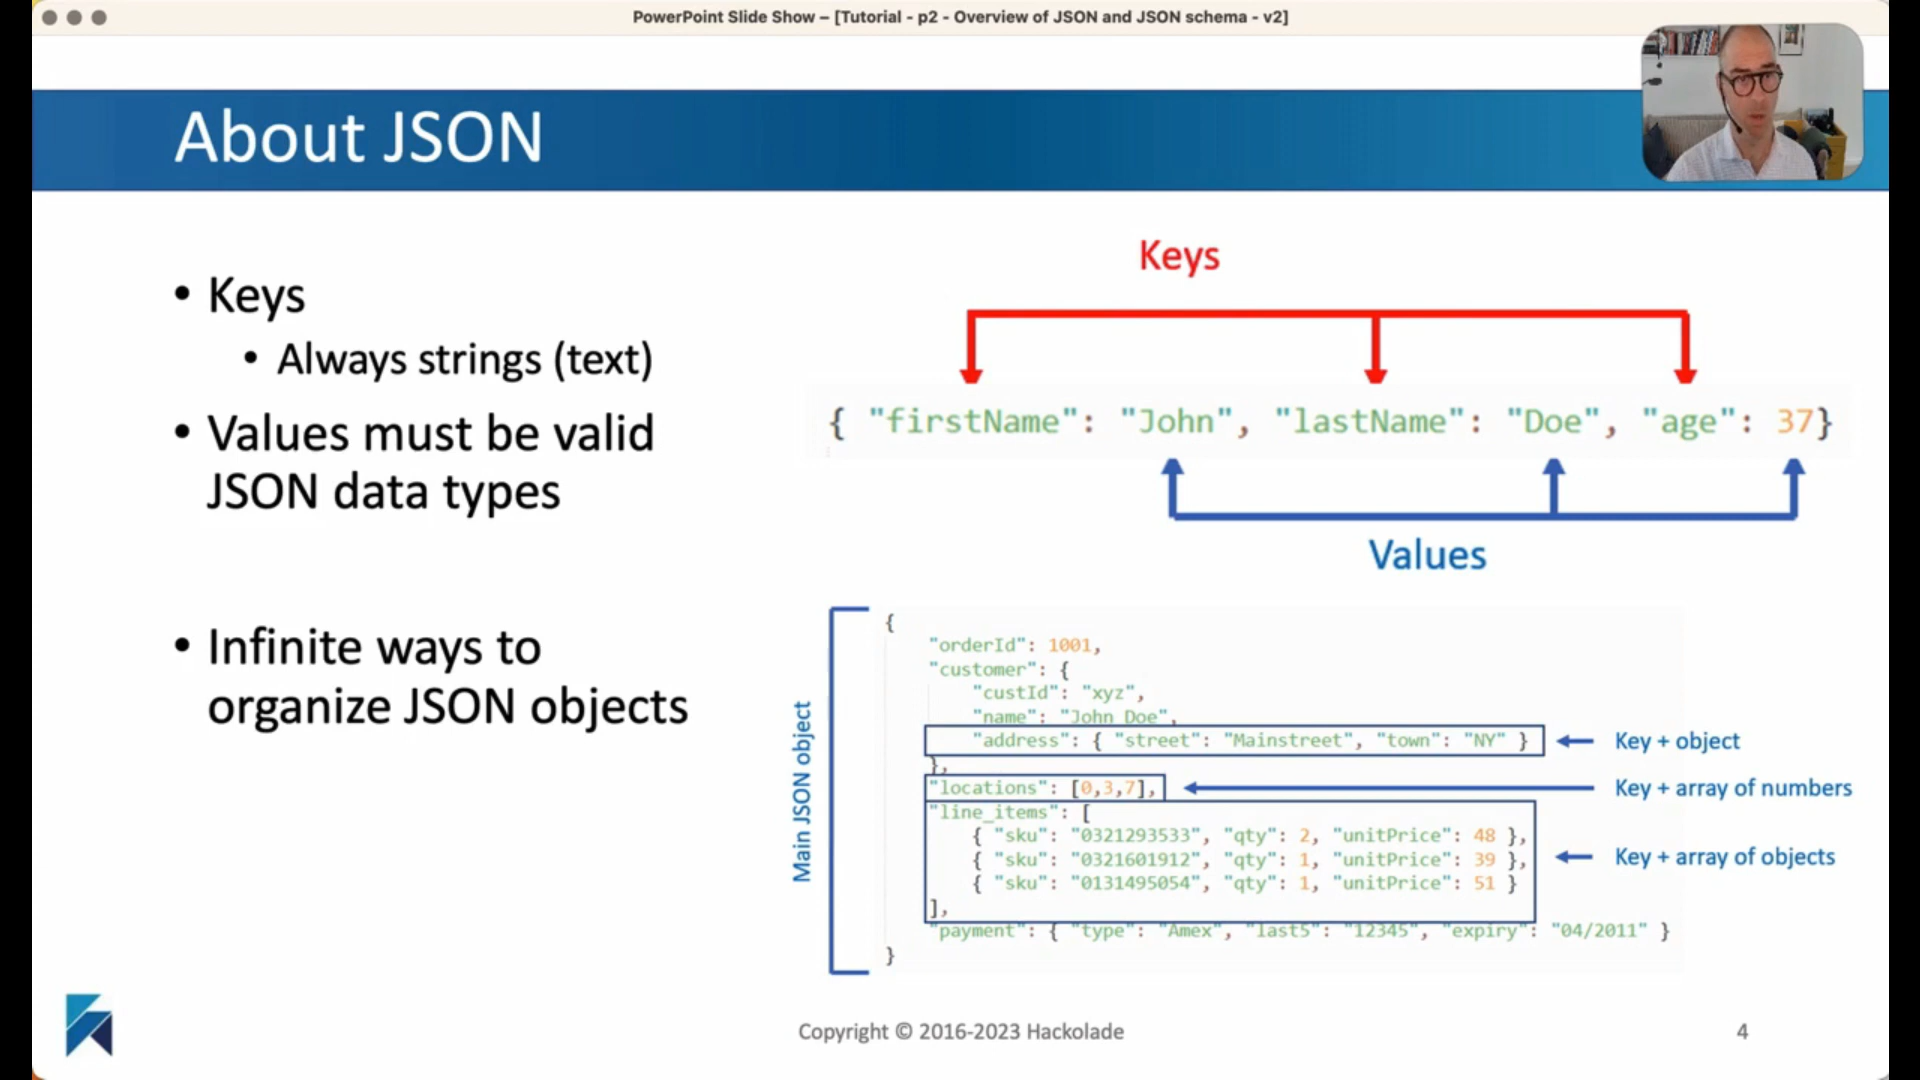 PowerPoint Slide Show – [Tutorial - p2 - Overview of JSON and JSON schema - v2]
About JSON
• Keys
• Always strings (text)
• Values must be valid
JSON data types
• Infinite ways to
organize JSON objects
Keys
{ "firstName": "John", "lastName": "Doe", "age": 37}
Values
Main JSON object
{
"orderId": 1001,
"customer": {
"custId": "xyz",
"name": "John Doe",
"address": { "street": "Mainstreet", "town": "NY" }
},
"locations": [0,3,7],
"line_items": [
{ "sku": "0321293533", "qty": 2, "unitPrice": 48 },
{ "sku": "0321601912", "qty": 1, "unitPrice": 39 },
{ "sku": "0131495054", "qty": 1, "unitPrice": 51 }
],
"payment": { "type": "Amex", "last5": "12345", "expiry": "04/2011" }
}
Key + object
Key + array of numbers
Key + array of objects
Copyright © 2016-2023 Hackolade
4